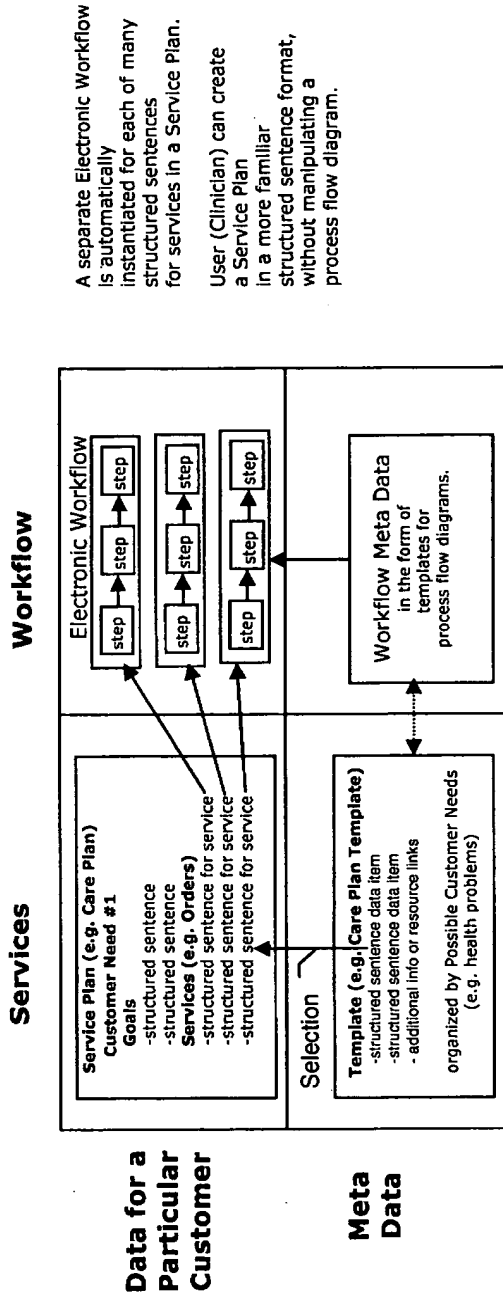 Services
Workflow
Data for a
Particular
Customer
Service Plan (e.g. Care Plan)
Customer Need #1
Goals
-structured sentence
-structured sentence
Services (e.g. Orders)
-structured sentence for service
-structured sentence for service
-structured sentence for service
Electronic Workflow
step
step
step
step
step
step
step
step
step
Meta
Data
Selection
Template (e.g. Care Plan Template)
-structured sentence data item
-structured sentence data item
- additional info or resource links
organized by Possible Customer Needs
(e.g. health problems)
Workflow Meta Data
in the form of
templates for
process flow diagrams.
A separate Electronic Workflow
is automatically
instantiated for each of many
structured sentences
for services in a Service Plan.
User (Clinician) can create
a Service Plan
in a more familiar
structured sentence format,
without manipulating a
process flow diagram.